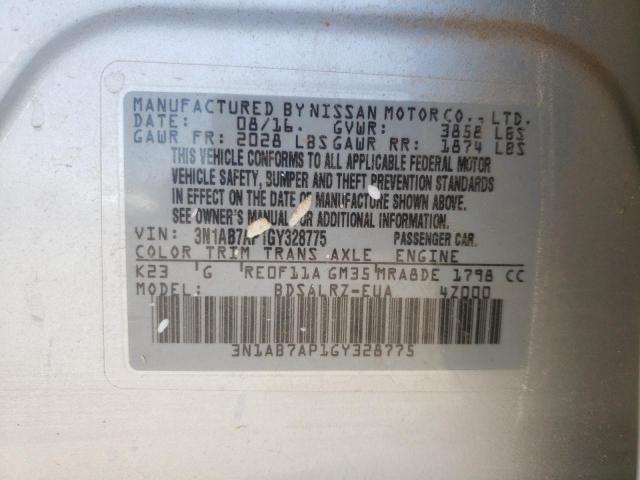 MANUFACTURED BY NISSAN MOTOR CO., LTD.
DATE: 08/16. GVWR: 3858 LBS
GAWR FR: 2028 LBS GAWR RR: 1874 LBS
THIS VEHICLE CONFORMS TO ALL APPLICABLE FEDERAL MOTOR
VEHICLE SAFETY, BUMPER AND THEFT PREVENTION STANDARDS
IN EFFECT ON THE DATE OF MANUFACTURE SHOWN ABOVE.
SEE OWNER'S MANUAL FOR ADDITIONAL INFORMATION.
VIN: 3N1AB7AP1GY328775 PASSENGER CAR.
COLOR TRIM TRANS AXLE ENGINE
K23 G RE0F11A GM35 MRA8DE 1798 CC
MODEL: BDSALRZ-EUA 4Z000
3N1AB7AP1GY328775